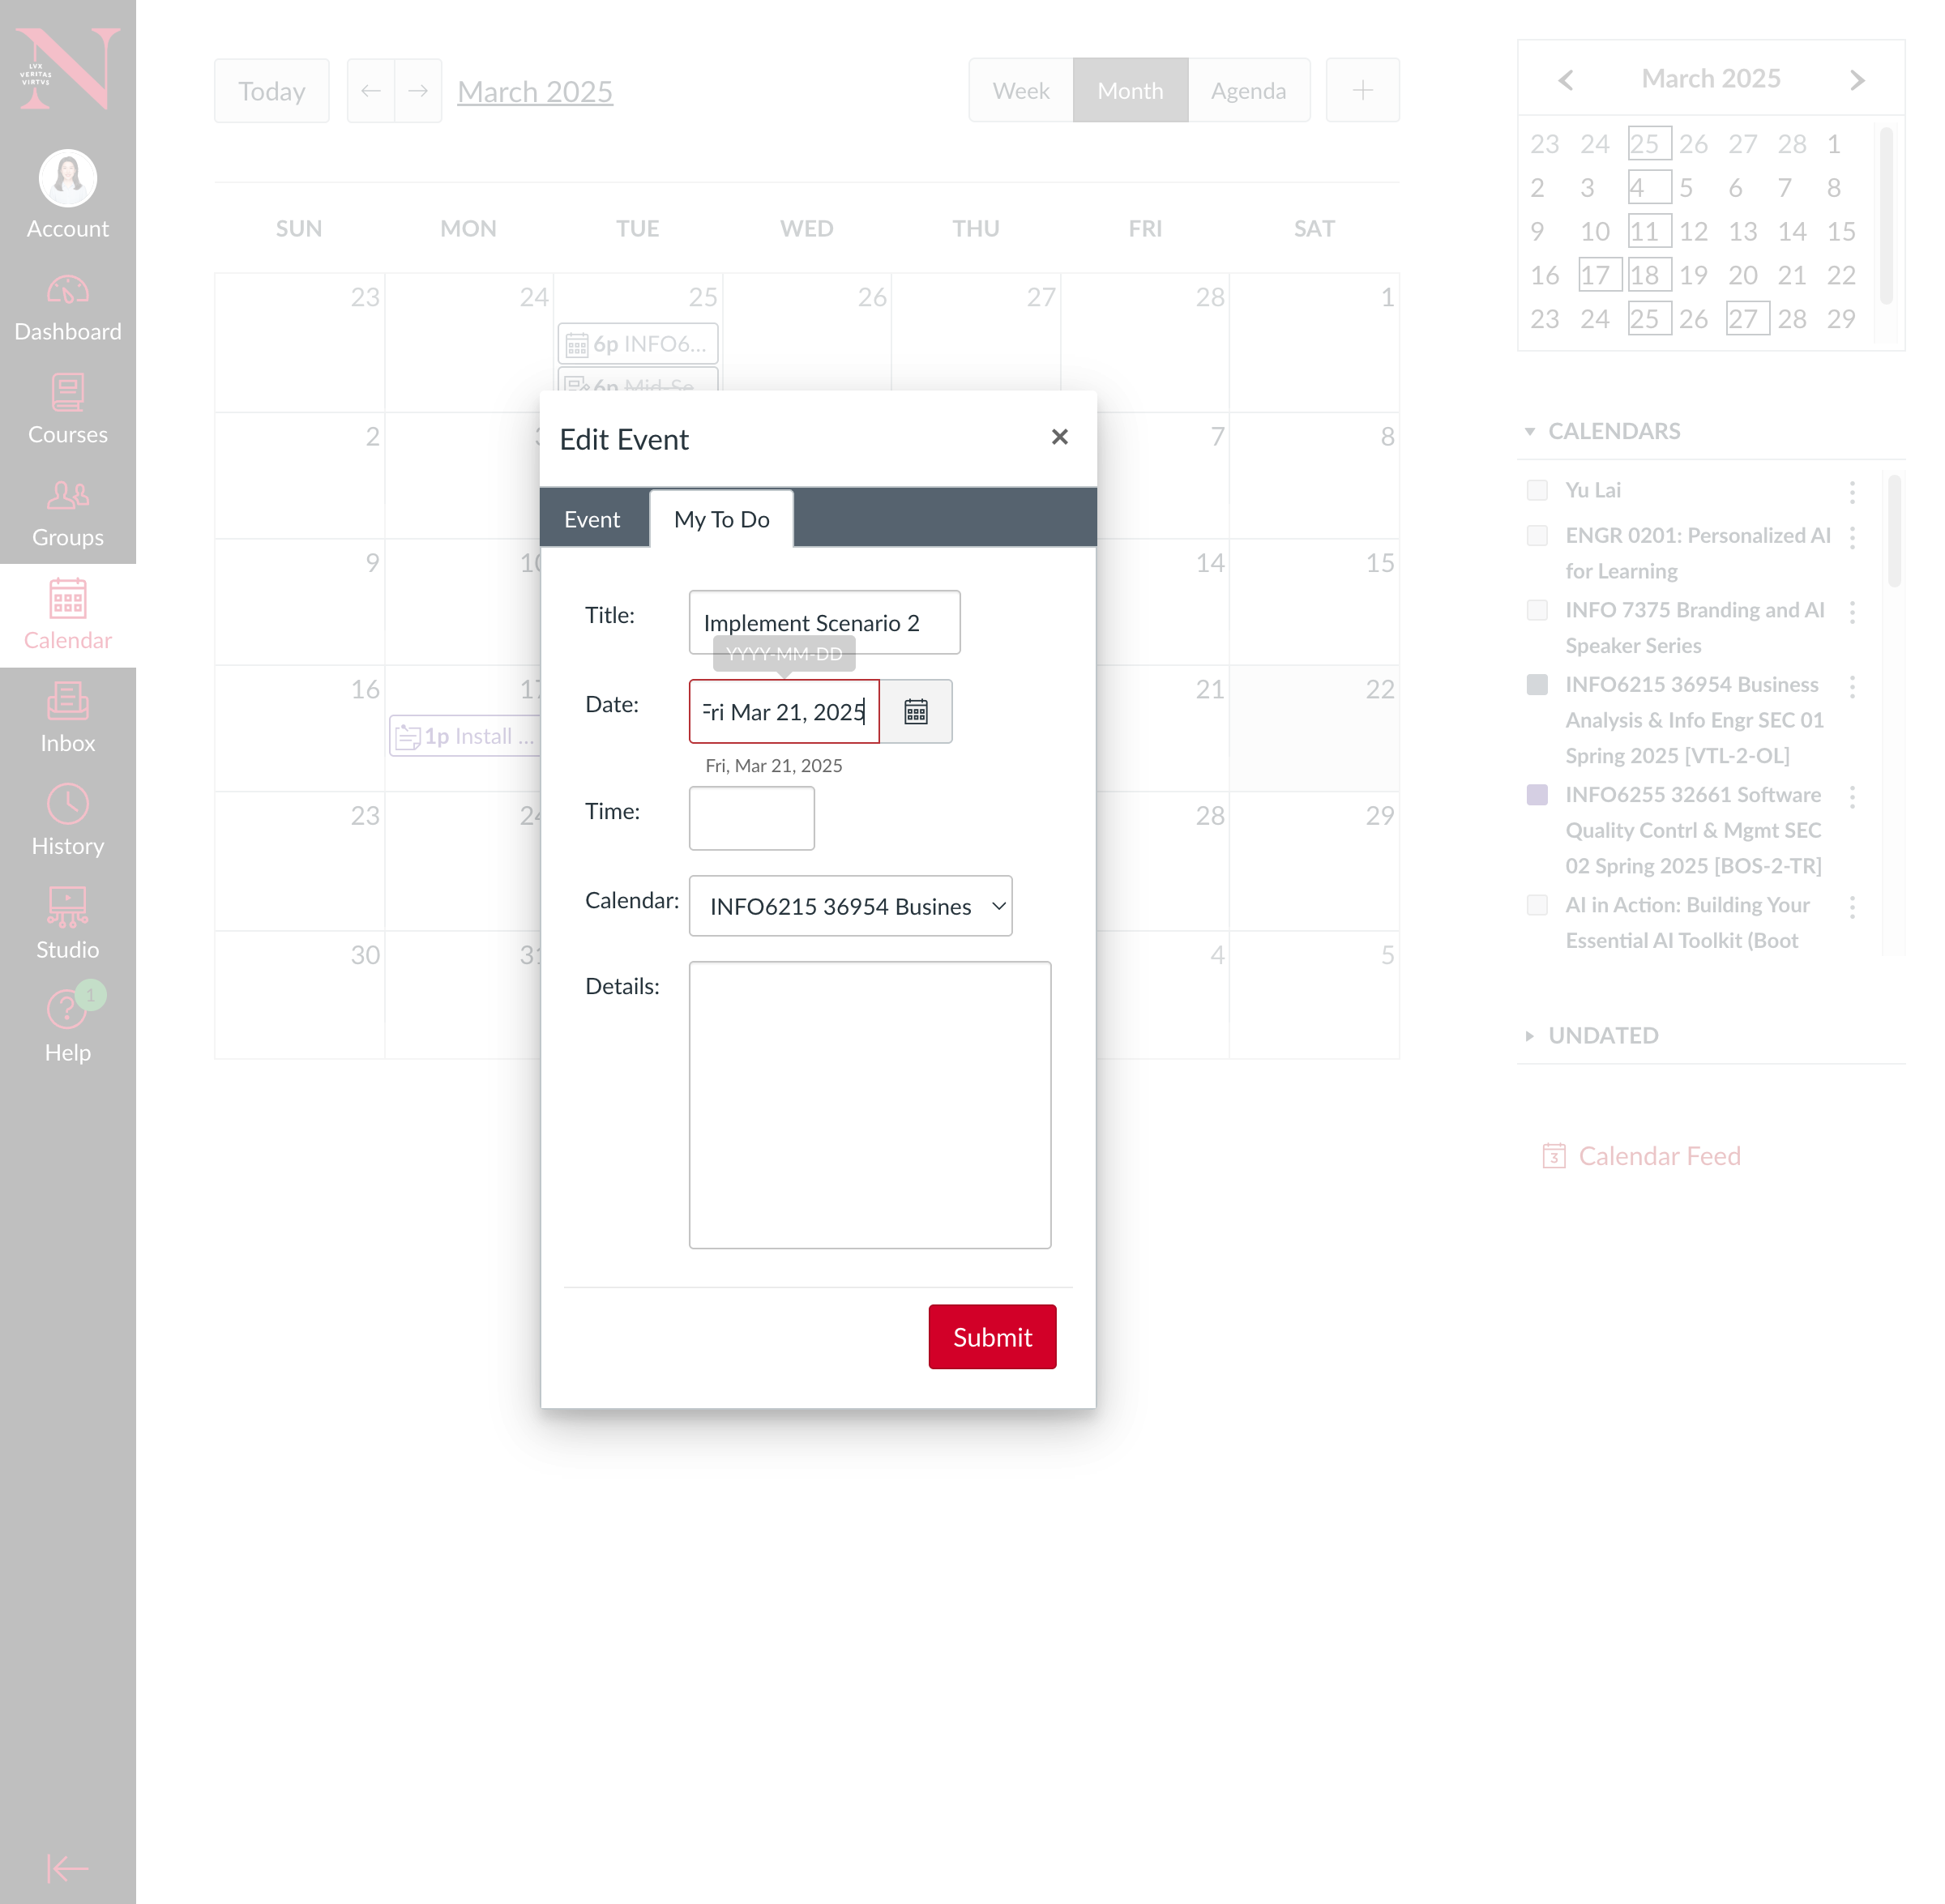 LVX
VERITAS
VIRTVS
Account
Dashboard
Courses
Groups
Calendar
Inbox
History
Studio
1
Help
Today
March 2025
Week Month Agenda
SUN MON TUE WED THU FRI SAT
23 24 25 26 27 28 1
6p INFO6...
6p Mid-Se
2 7 8
9 14 15
16 21 22
1p Install ...
23 28 29
30 4 5
Edit Event
Event My To Do
Title: Implement Scenario 2
YYYY-MM-DD
Date: Fri Mar 21, 2025
Fri, Mar 21, 2025
Time:
Calendar: INFO6215 36954 Busines
Details:
Submit
March 2025
23 24 25 26 27 28 1
2 3 4 5 6 7 8
9 10 11 12 13 14 15
16 17 18 19 20 21 22
23 24 25 26 27 28 29
CALENDARS
Yu Lai
ENGR 0201: Personalized AI
for Learning
INFO 7375 Branding and AI
Speaker Series
INFO6215 36954 Business
Analysis & Info Engr SEC 01
Spring 2025 [VTL-2-OL]
INFO6255 32661 Software
Quality Contrl & Mgmt SEC
02 Spring 2025 [BOS-2-TR]
AI in Action: Building Your
Essential AI Toolkit (Boot
UNDATED
3 Calendar Feed